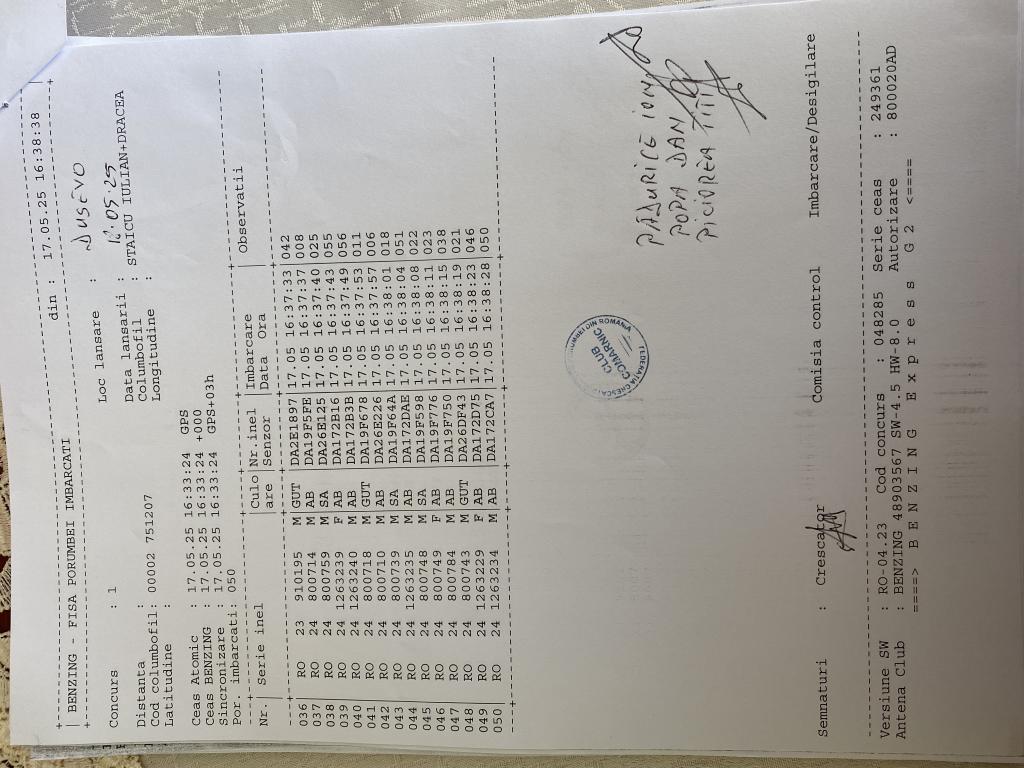 | BENZING - FISA PORUMBEI IMBARCATI din : 17.05.25 16:38:38 |
Concurs : 1 Loc lansare : DUSEVO
Distanta : Data lansarii : 18.05.25
Cod columbofil: 00002 751207 Columbofil : STAICU IULIAN+DRACEA
Latitudine : Longitudine :
Ceas Atomic : 17.05.25 16:33:24 GPS
Ceas BENZING : 17.05.25 16:33:24 +000
Sincronizare : 17.05.25 16:33:24 GPS+03h
Por. imbarcati: 050
Nr.| Serie inel |Culo|Nr.inel |Imbarcare | Observatii
| |are |Senzor |Data Ora |
036| RO 23 910195 M|GUT |DA2E1B97|17.05 16:37:33|042
037| RO 24 800714 M|AB |DA19F5FE|17.05 16:37:37|008
038| RO 24 800759 M|SA |DA26E125|17.05 16:37:40|025
039| RO 24 1263239 F|AB |DA172B16|17.05 16:37:43|055
040| RO 24 1263240 M|AB |DA172B3B|17.05 16:37:49|056
041| RO 24 800718 M|GUT |DA19F678|17.05 16:37:53|011
042| RO 24 800710 M|AB |DA26E226|17.05 16:37:57|006
043| RO 24 800739 M|SA |DA19F64A|17.05 16:38:01|018
044| RO 24 1263235 M|AB |DA172DAE|17.05 16:38:04|051
045| RO 24 800748 M|SA |DA19F598|17.05 16:38:08|022
046| RO 24 800749 F|AB |DA19F776|17.05 16:38:11|023
047| RO 24 800784 M|AB |DA19F750|17.05 16:38:15|038
048| RO 24 800743 M|GUT |DA26DF43|17.05 16:38:19|021
049| RO 24 1263229 F|AB |DA172D75|17.05 16:38:23|046
050| RO 24 1263234 M|AB |DA172CA7|17.05 16:38:28|050
PĂDURICE ION
POPA DAN
PICIOREA TITI
CLUB
COMARNIC
DIN ROMANIA
FEDERATIA
Semnaturi : Crescator Comisia control Imbarcare/Desigilare
Versiune SW : RO-04.23 Cod concurs : 048285 Serie ceas : 249361
Antena Club : BENZING 48903567 SW-4.5 HW-8.0 Autorizare : 800020AD
====> B E N Z I N G E x p r e s s G 2 <====